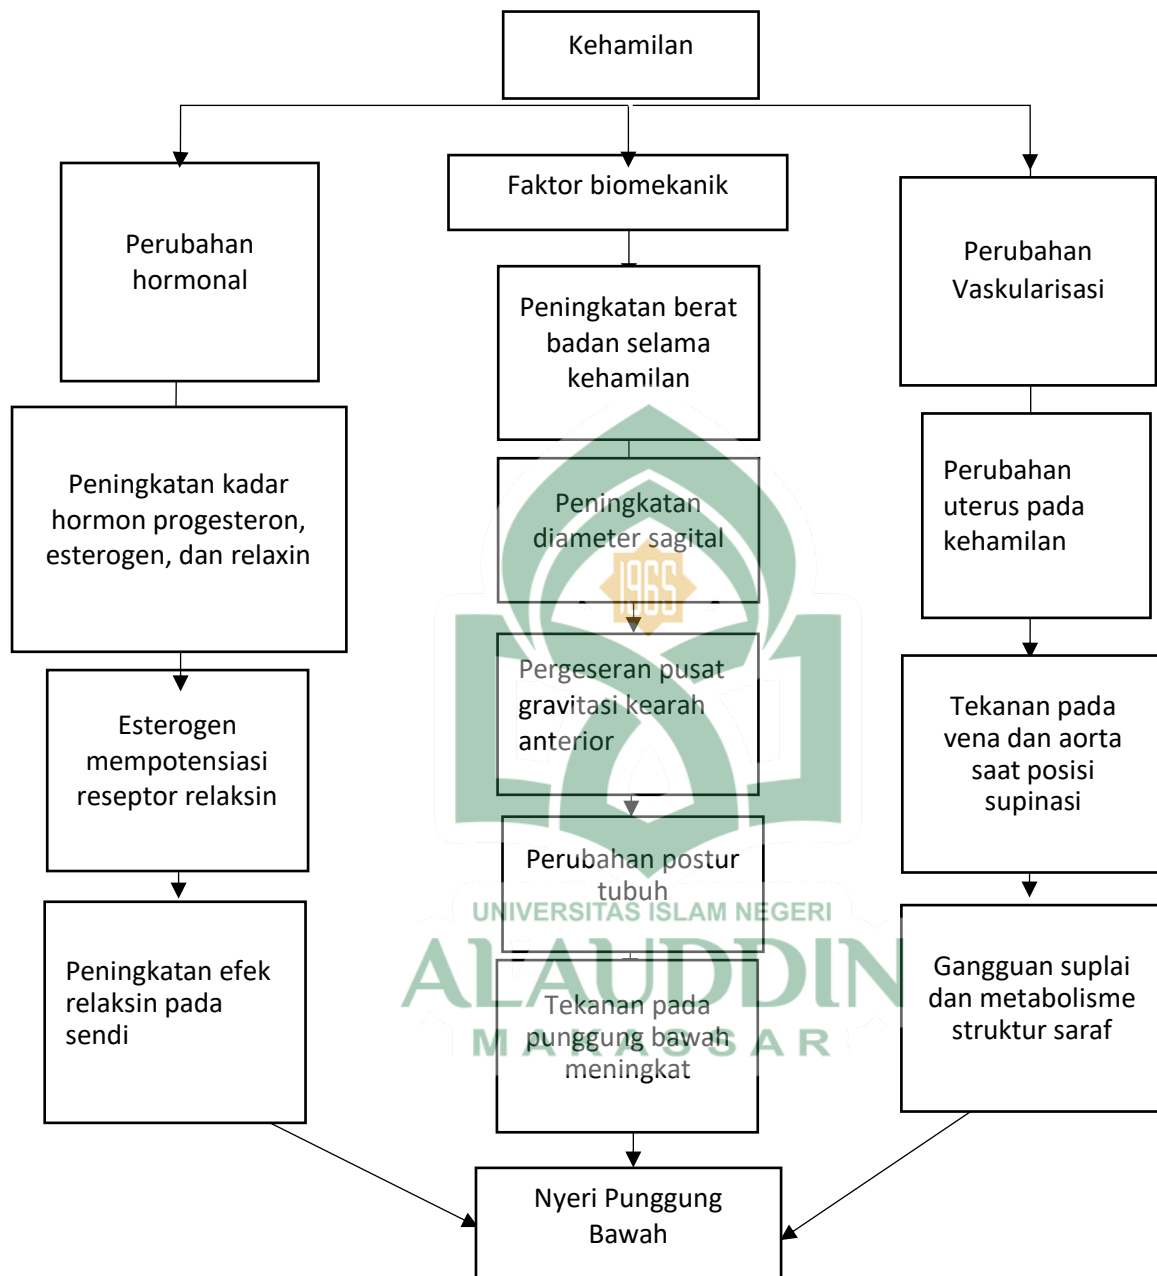 Kehamilan
Perubahan
hormonal
Peningkatan kadar
hormon progesteron,
esterogen, dan relaxin
Esterogen
mempotensiasi
reseptor relaksin
Peningkatan efek
relaksin pada
sendi
Faktor biomekanik
Peningkatan berat
badan selama
kehamilan
Peningkatan
diameter sagital
1965
Pergeseran pusat
gravitasi kearah
anterior
Perubahan postur
tubuh
UNIVERSITAS ISLAM NEGERI
ALAUDDIN
MAKASSAR
Tekanan pada
punggung bawah
meningkat
Perubahan
Vaskularisasi
Perubahan
uterus pada
kehamilan
Tekanan pada
vena dan aorta
saat posisi
supinasi
Gangguan suplai
dan metabolisme
struktur saraf
Nyeri Punggung
Bawah